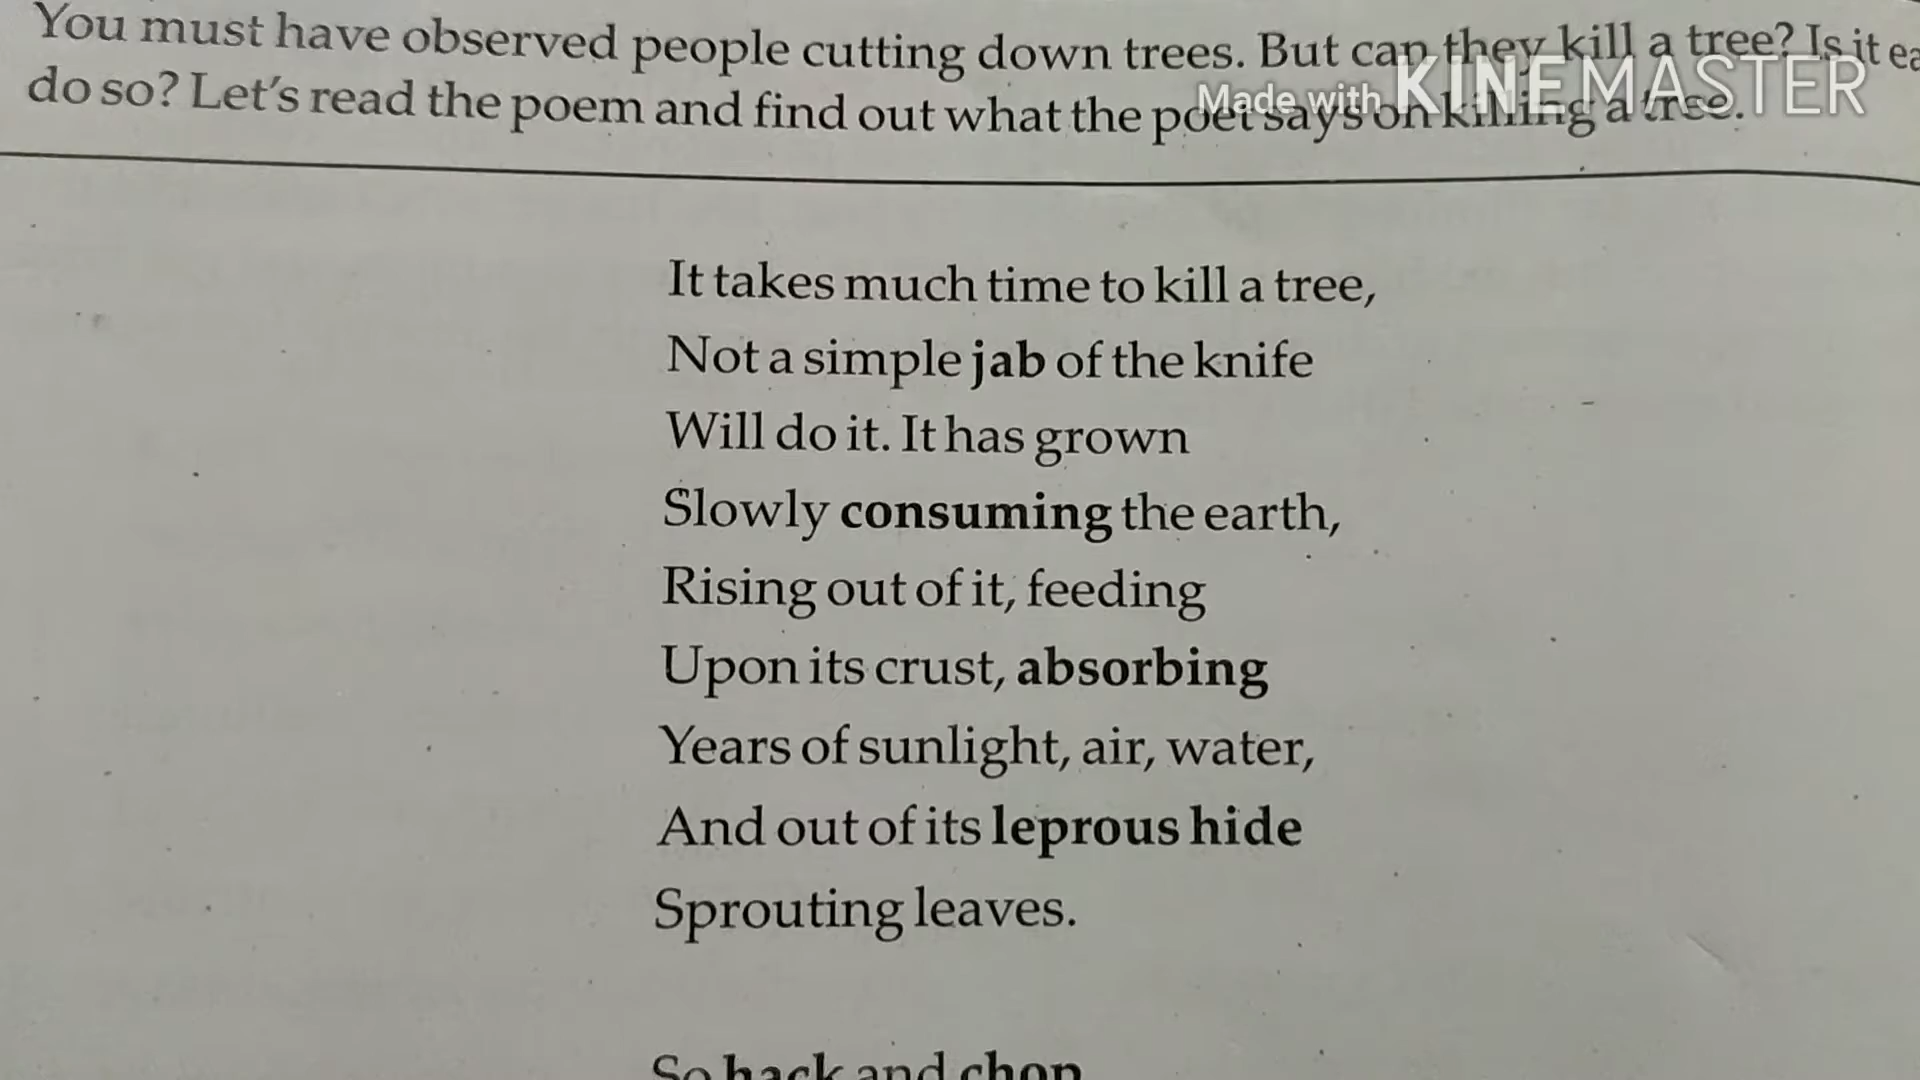 You must have observed people cutting down trees. But can they kill a tree? Is it ea
do so? Let's read the poem and find out what the poet says on killing a tree.
Made with KINEMASTER
It takes much time to kill a tree,
Not a simple jab of the knife
Will do it. It has grown
Slowly consuming the earth,
Rising out of it, feeding
Upon its crust, absorbing
Years of sunlight, air, water,
And out of its leprous hide
Sprouting leaves.
So hack and chop